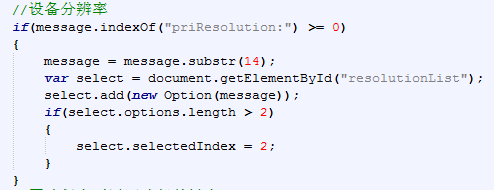 //设备分辨率
if(message.indexOf("priResolution:") >= 0)
{
message = message.substr(14);
var select = document.getElementById("resolutionList");
select.add(new Option(message));
if(select.options.length > 2)
{
select.selectedIndex = 2;
}
}